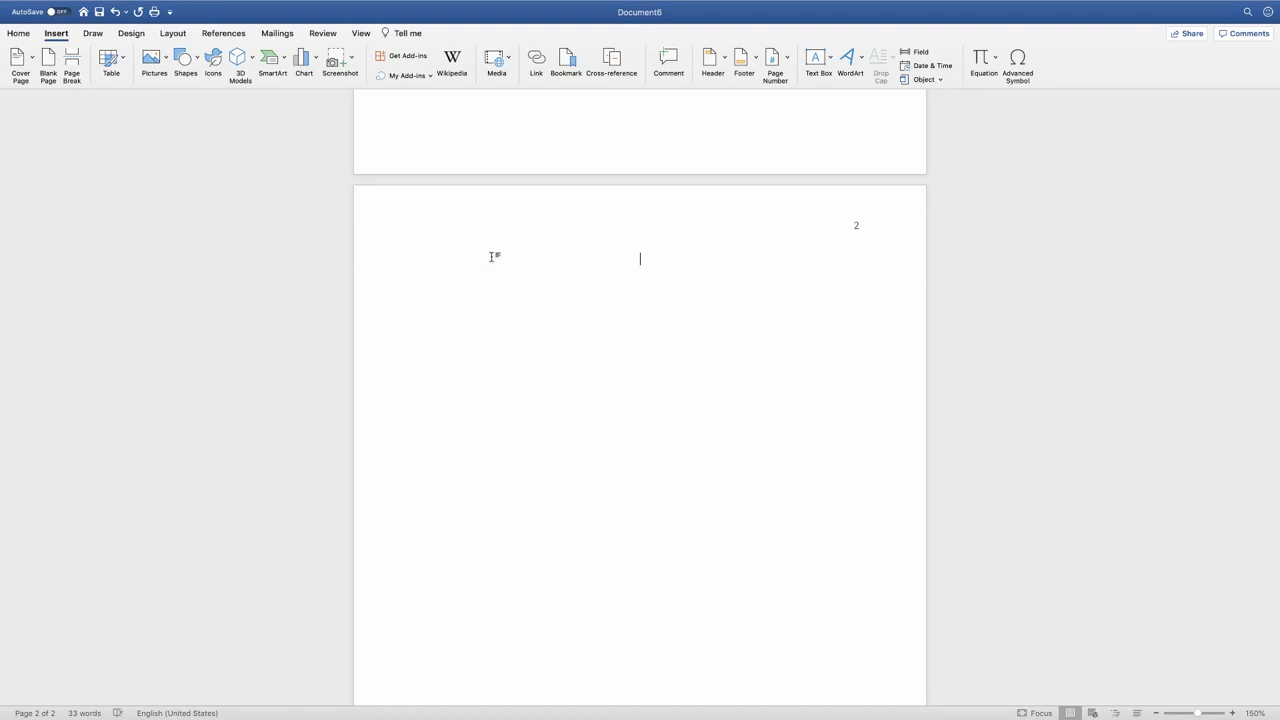 AutoSave OFF Document6
Home Insert Draw Design Layout References Mailings Review View Tell me Share Comments
Cover Page Blank Page Page Break Table Pictures Shapes Icons 3D Models SmartArt Chart Screenshot Get Add-ins My Add-ins W Wikipedia Media Link Bookmark Cross-reference Comment Header Footer # Page Number A Text Box A WordArt A Drop Cap Field Date & Time Object π Equation Ω Advanced Symbol
2
Page 2 of 2 33 words English (United States) Focus 150%